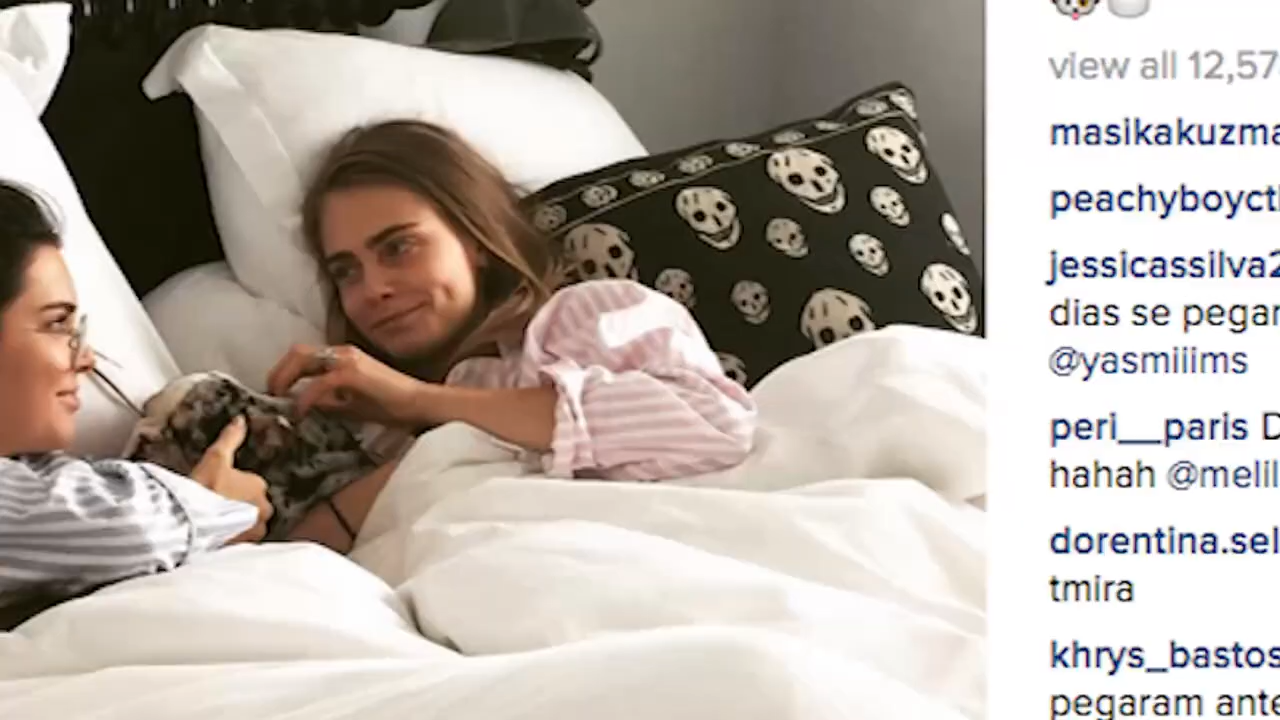 view all 12,57
masikakuzma
peachyboyct
jessicassilva2
dias se pegar
@yasmiiims
peri__paris D
hahah @melil
dorentina.sel
tmira
khrys_bastos
pegaram ante